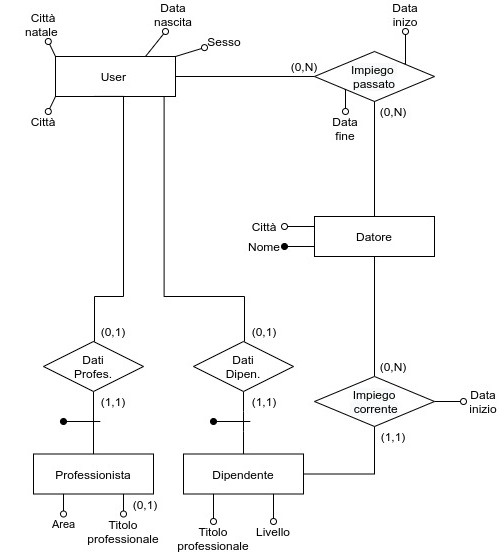 Città
natale
Data
nascita
Sesso
Data
inizo
User
(0,N)
Impiego
passato
Città
Data
fine
(0,N)
Città
Nome
Datore
(0,1)
(0,1)
Dati
Profes.
Dati
Dipen.
(0,N)
(1,1)
(1,1)
Impiego
corrente
Data
inizio
(1,1)
Professionista
Dipendente
(0,1)
Area
Titolo
professionale
Titolo
professionale
Livello